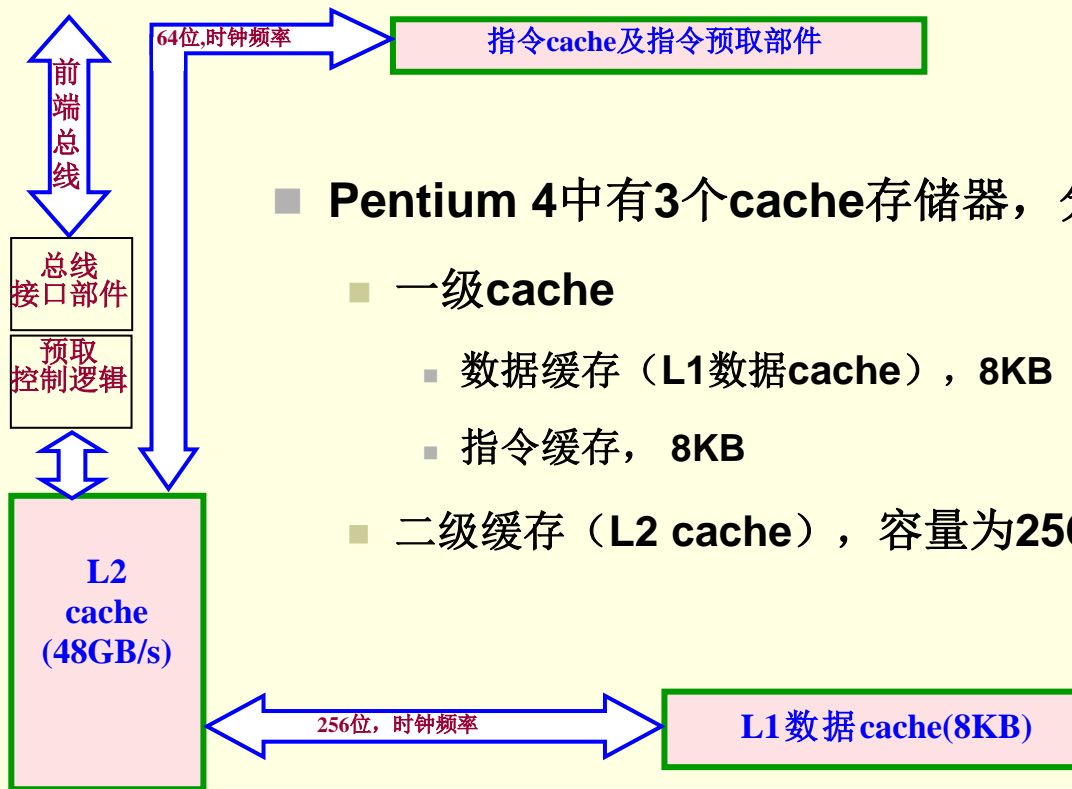 64位,时钟频率
指令cache及指令预取部件
前
端
总
线
Pentium 4中有3个cache存储器，
总线
接口部件
一级cache
预取
控制逻辑
数据缓存（L1数据cache），8KB
指令缓存， 8KB
二级缓存（L2 cache），容量为256
L2
cache
(48GB/s)
256位，时钟频率
L1数据cache(8KB)